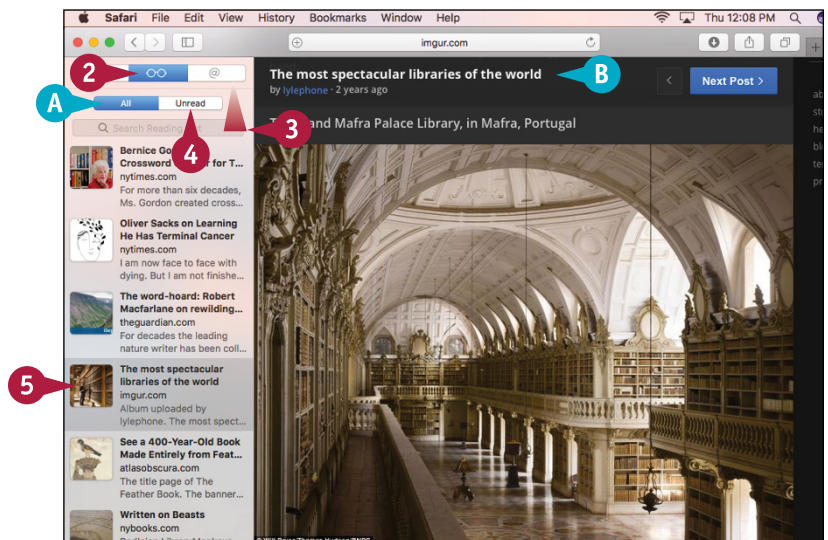 Safari File Edit View History Bookmarks Window Help Thu 12:08 PM
imgur.com
2
@
The most spectacular libraries of the world
B
by lylephone · 2 years ago
Next Post >
A
All Unread
3
4
Search Reading
and Mafra Palace Library, in Mafra, Portugal
Bernice
Crossword for T...
nytimes.com
For more than six decades,
Ms. Gordon created cross...
Oliver Sacks on Learning
He Has Terminal Cancer
nytimes.com
I am now face to face with
dying. But I am not finishe...
The word-hoard: Robert
Macfarlane on rewilding...
theguardian.com
For decades the leading
nature writer has been coll...
5
The most spectacular
libraries of the world
imgur.com
Album uploaded by
lylephone. The most spect...
See a 400-Year-Old Book
Made Entirely from Feat...
atlasobscura.com
The title page of The
Feather Book. The banner...
Written on Beasts
nybooks.com